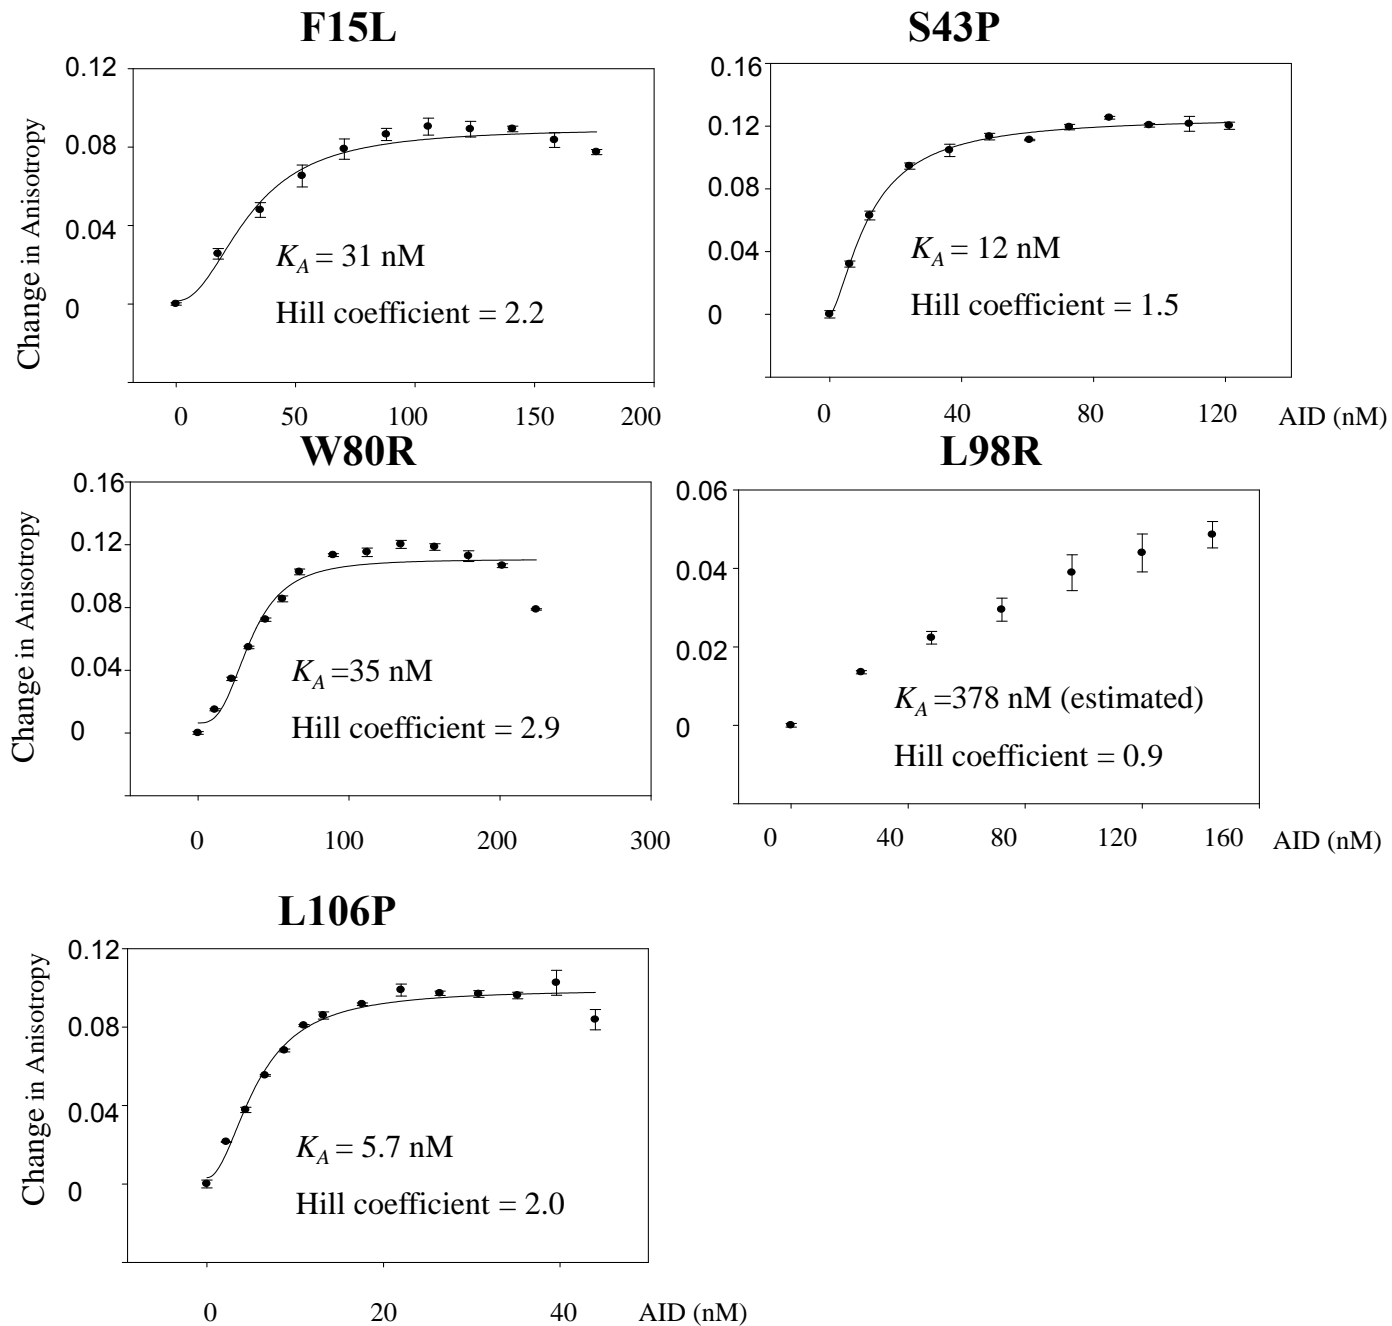 F15L
0.12
0.08
0.04
0
Change in Anisotropy
K_A = 31 nM
Hill coefficient = 2.2
0 50 100 150 200
S43P
0.16
0.12
0.08
0.04
0
K_A = 12 nM
Hill coefficient = 1.5
0 40 80 120 AID (nM)
W80R
0.16
0.12
0.08
0.04
0
Change in Anisotropy
K_A =35 nM
Hill coefficient = 2.9
0 100 200 300
L98R
0.06
0.04
0.02
0
K_A =378 nM (estimated)
Hill coefficient = 0.9
0 40 80 120 160 AID (nM)
L106P
0.12
0.08
0.04
0
Change in Anisotropy
K_A = 5.7 nM
Hill coefficient = 2.0
0 20 40 AID (nM)